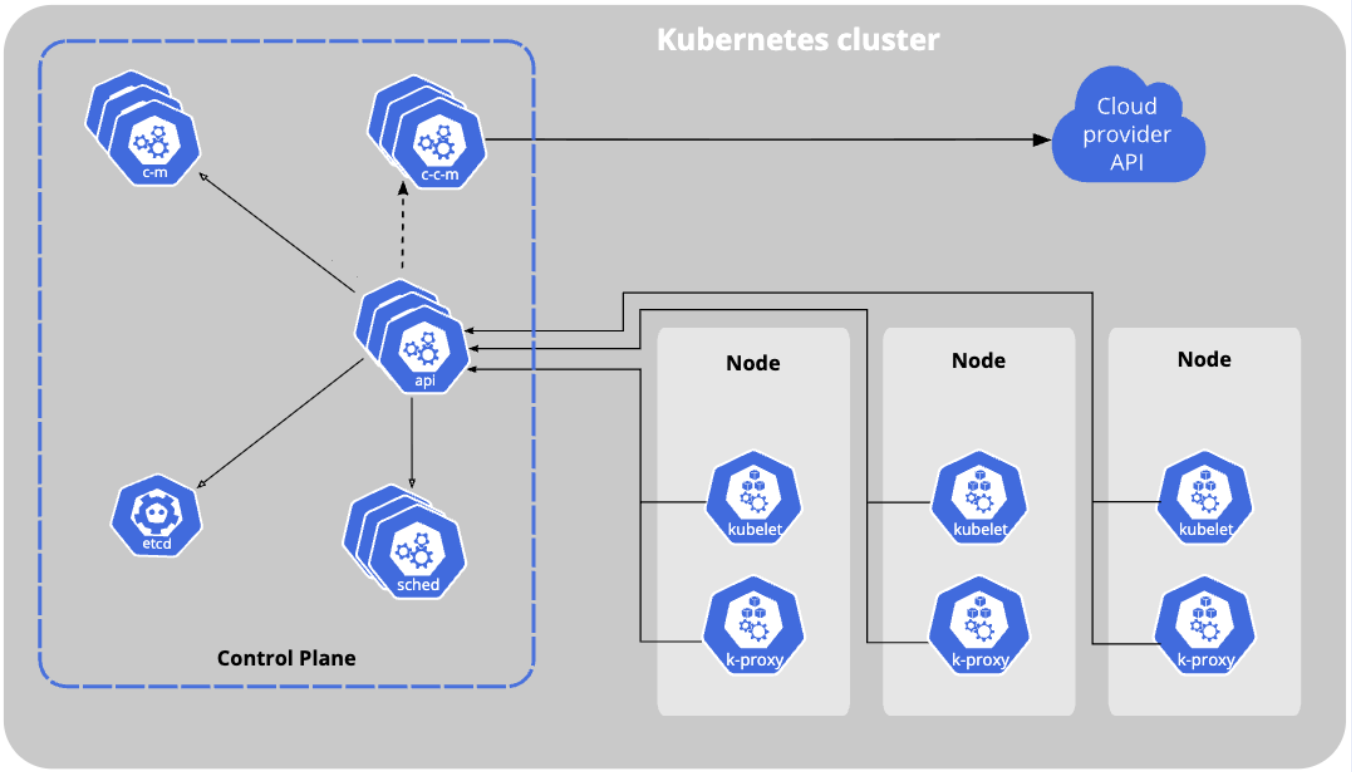 Kubernetes cluster
c-m
c-c-m
Cloud
provider
API
api
etcd
sched
Control Plane
Node
kubelet
k-proxy
Node
kubelet
k-proxy
Node
kubelet
k-proxy